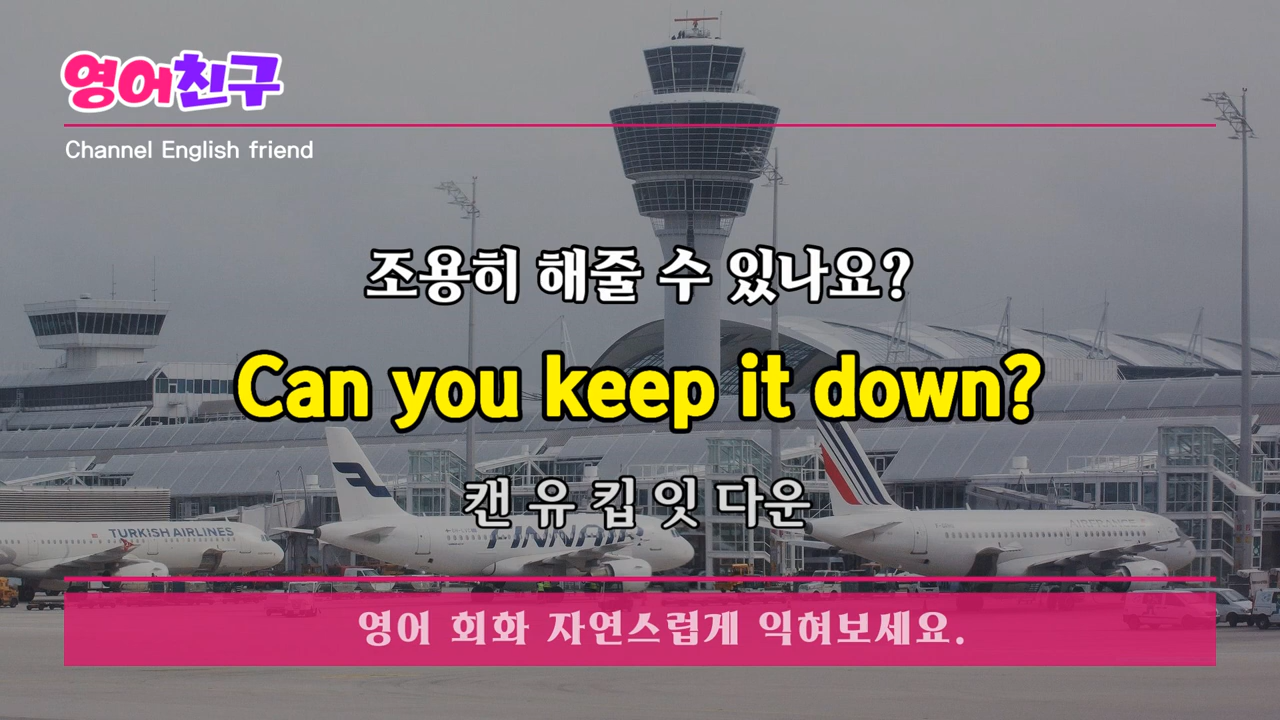 영어친구
Channel English friend
조용히 해줄 수 있나요?
Can you keep it down?
캔 유 킵 잇 다운
TURKISH AIRLINES
FINNAIR
AIRFRANCE
영어 회화 자연스럽게 익혀보세요.